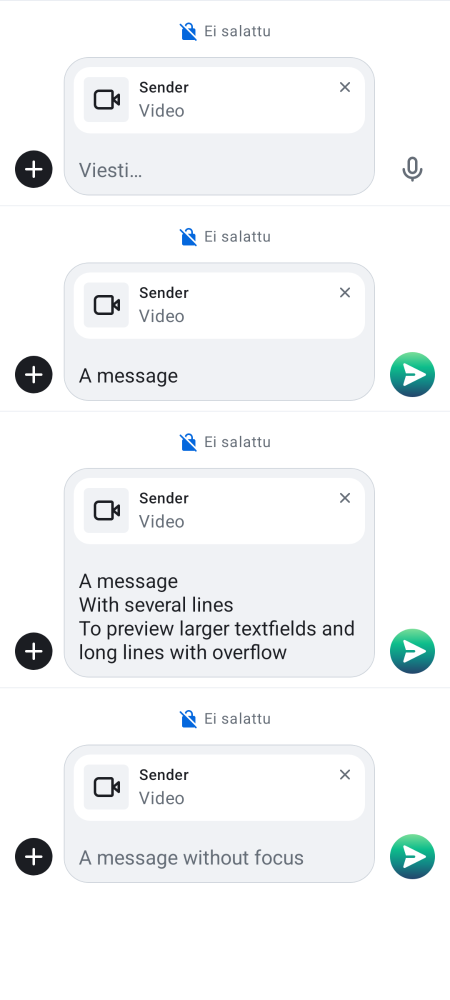 Ei salattu
Sender
Video
Viesti…
Ei salattu
Sender
Video
A message
Ei salattu
Sender
Video
A message
With several lines
To preview larger textfields and
long lines with overflow
Ei salattu
Sender
Video
A message without focus